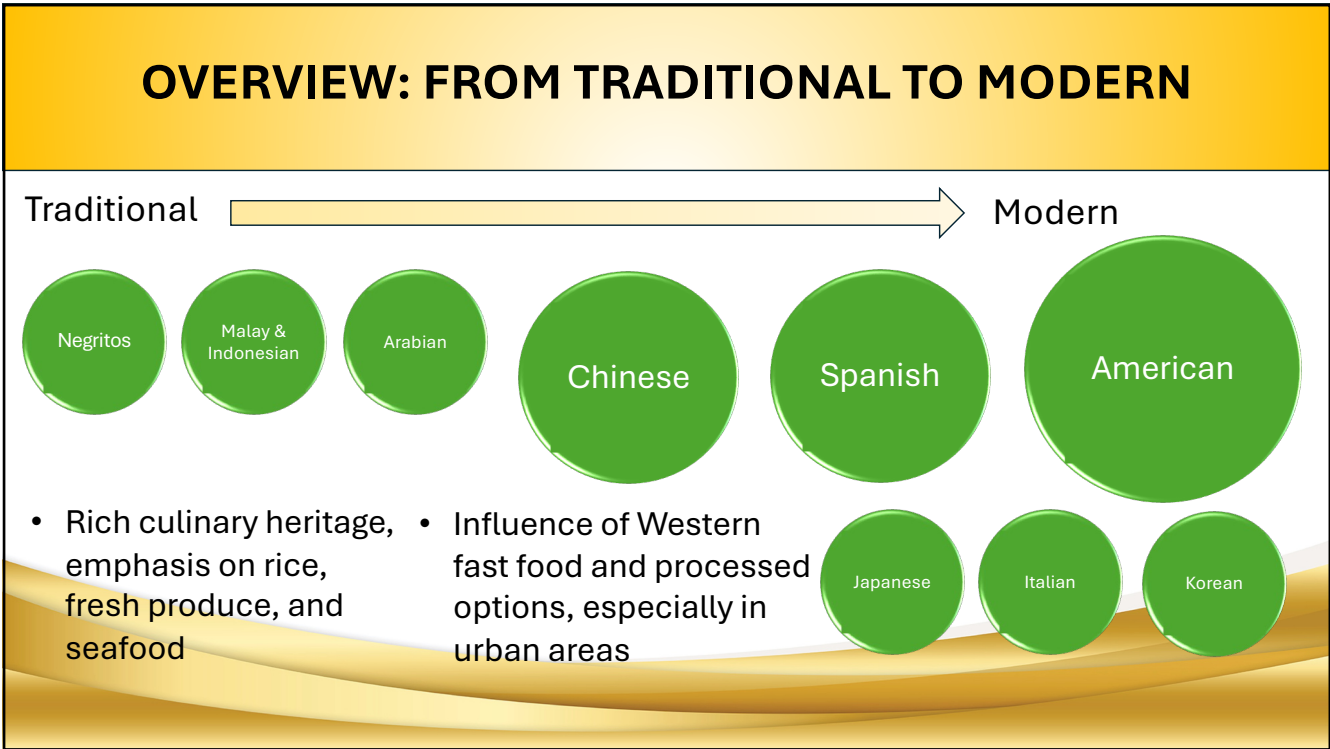 OVERVIEW: FROM TRADITIONAL TO MODERN
Traditional
Modern
Negritos
Malay &
Indonesian
Arabian
Chinese
Spanish
American
• Rich culinary heritage,
emphasis on rice,
fresh produce, and
seafood
• Influence of Western
fast food and processed
options, especially in
urban areas
Japanese
Italian
Korean